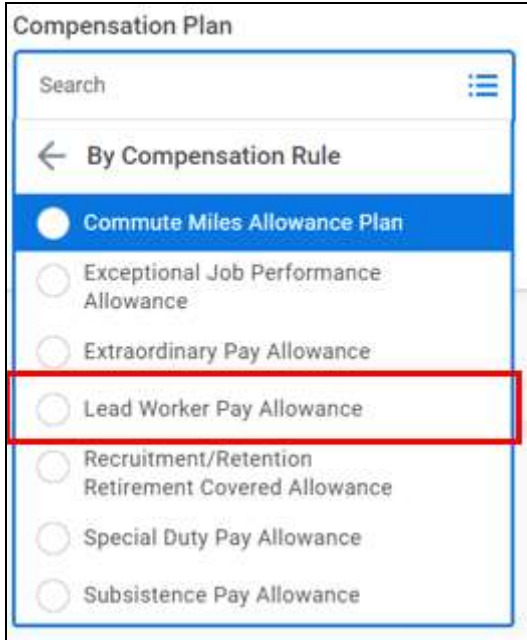 Compensation Plan
Search
By Compensation Rule
Commute Miles Allowance Plan
Exceptional Job Performance
Allowance
Extraordinary Pay Allowance
Lead Worker Pay Allowance
Recruitment/Retention
Retirement Covered Allowance
Special Duty Pay Allowance
Subsistence Pay Allowance